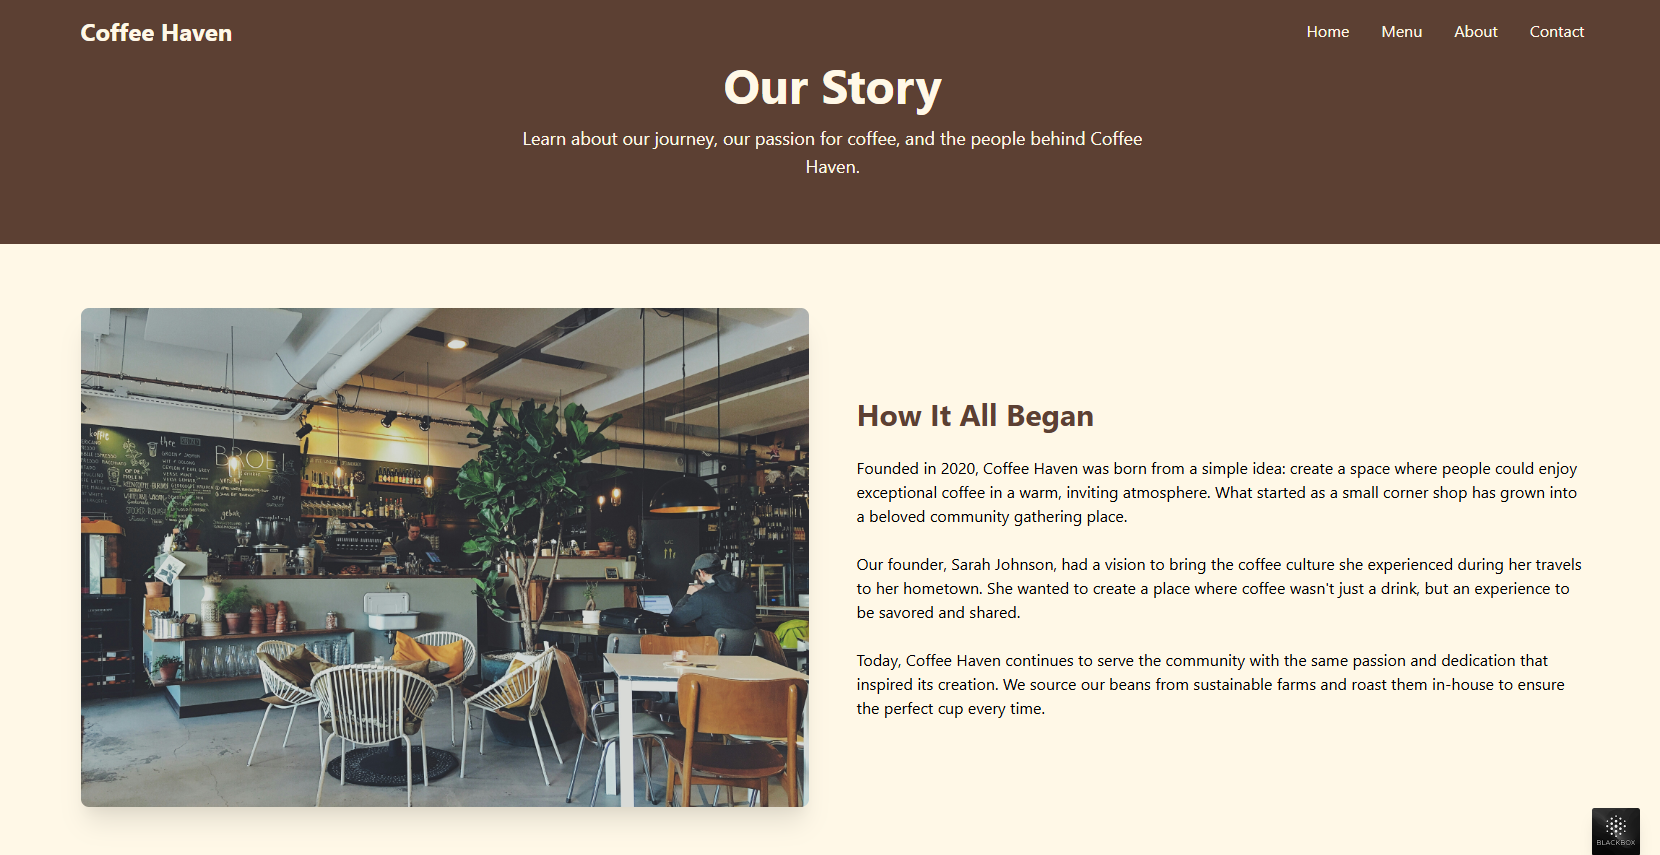 Coffee Haven
Home Menu About Contact
Our Story
Learn about our journey, our passion for coffee, and the people behind Coffee
Haven.
koffie
thee
BROEI
gebak
WC
How It All Began
Founded in 2020, Coffee Haven was born from a simple idea: create a space where people could enjoy
exceptional coffee in a warm, inviting atmosphere. What started as a small corner shop has grown into
a beloved community gathering place.
Our founder, Sarah Johnson, had a vision to bring the coffee culture she experienced during her travels
to her hometown. She wanted to create a place where coffee wasn't just a drink, but an experience to
be savored and shared.
Today, Coffee Haven continues to serve the community with the same passion and dedication that
inspired its creation. We source our beans from sustainable farms and roast them in-house to ensure
the perfect cup every time.
BLACKBOX